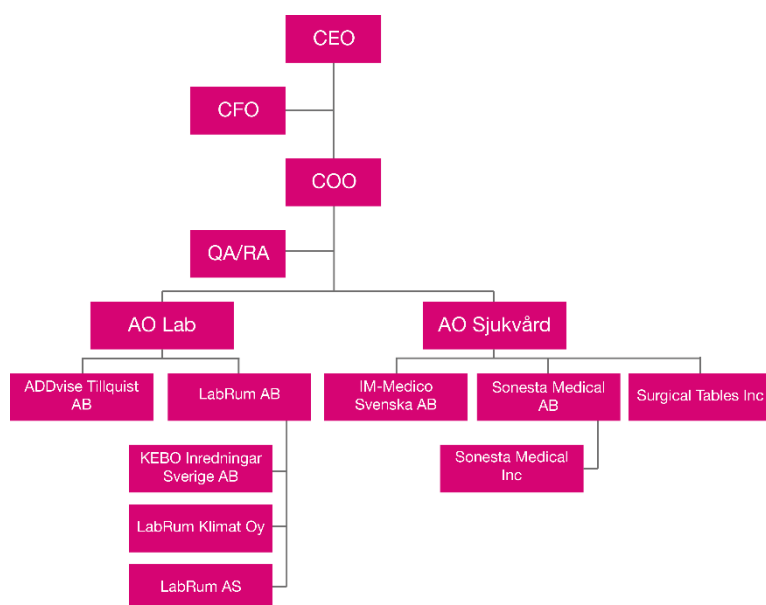 CEO
CFO
COO
QA/RA
AO Lab
AO Sjukvård
ADDvise Tillquist
AB
LabRum AB
IM-Medico
Svenska AB
Sonesta Medical
AB
Surgical Tables Inc
KEBO Inredningar
Sverige AB
Sonesta Medical
Inc
LabRum Klimat Oy
LabRum AS